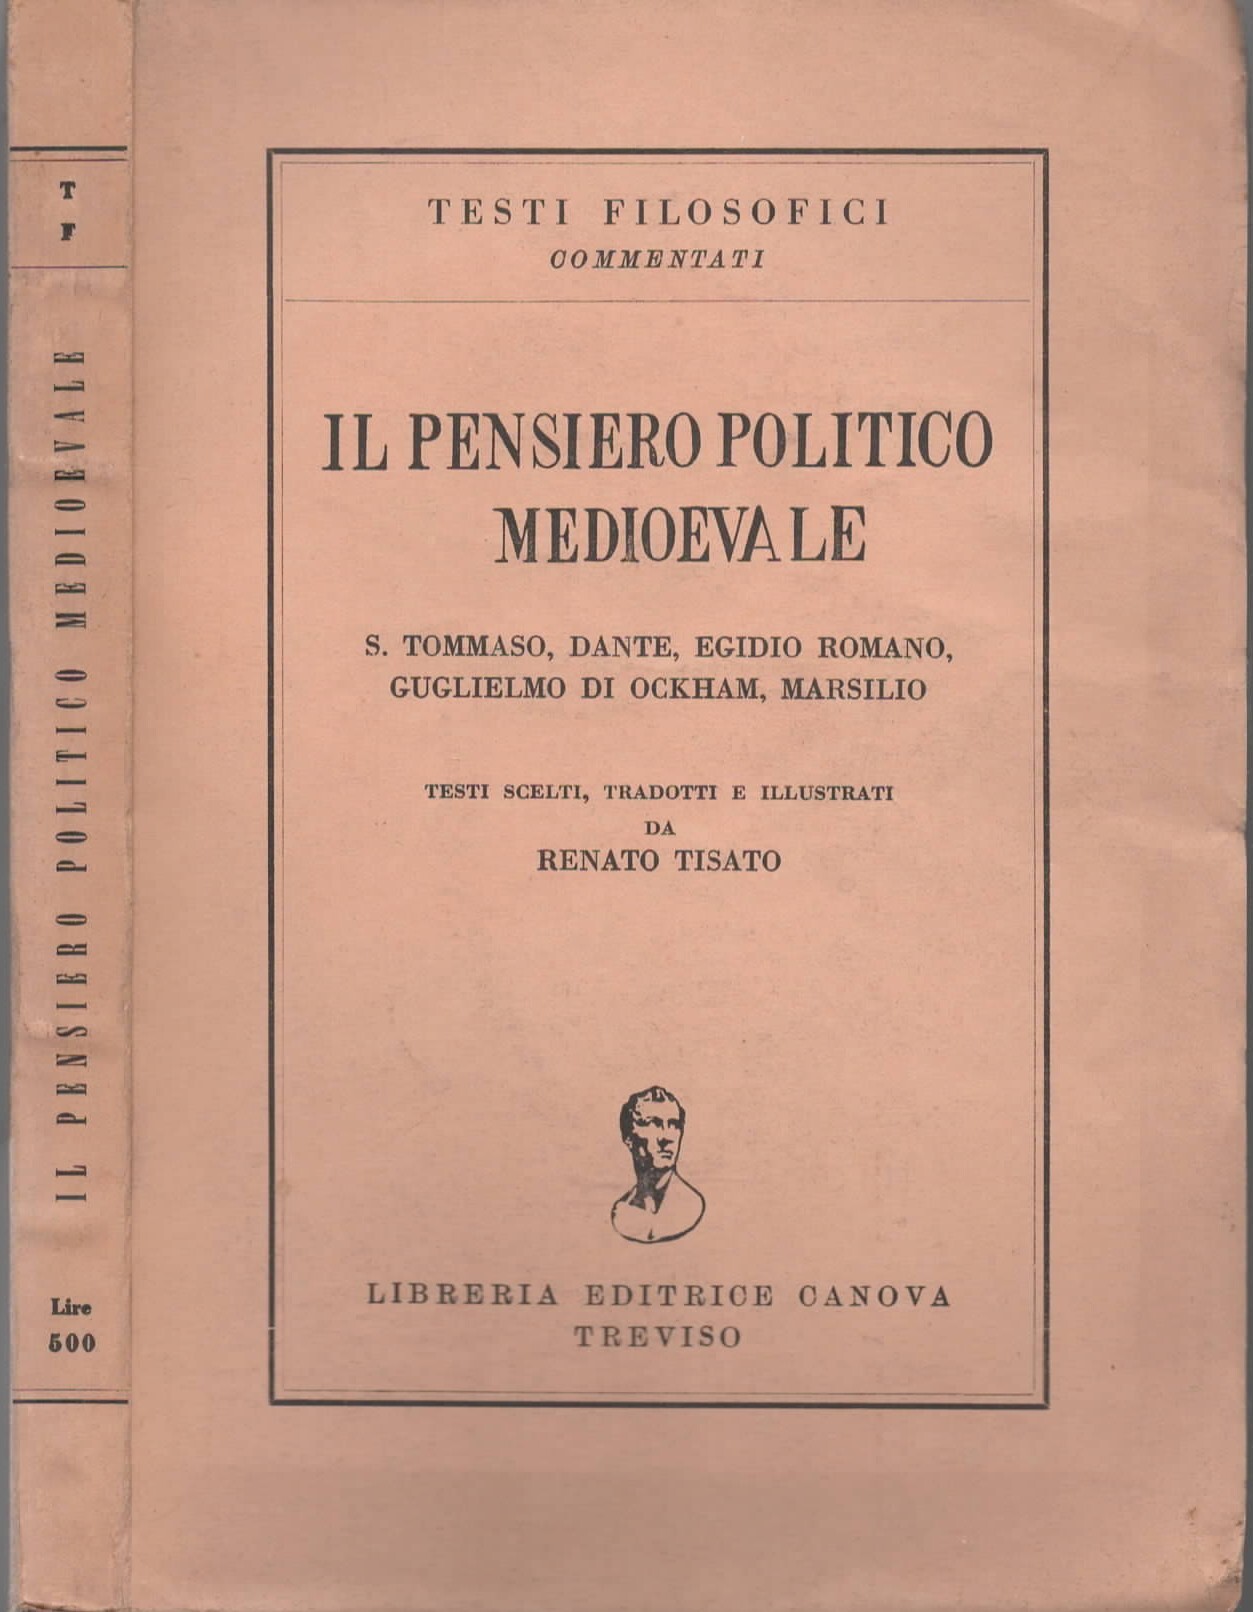 T
F
IL PENSIERO POLITICO MEDIOEVALE
Lire
500
TESTI FILOSOFICI
COMMENTATI
IL PENSIERO POLITICO
MEDIOEVALE
S. TOMMASO, DANTE, EGIDIO ROMANO,
GUGLIELMO DI OCKHAM, MARSILIO
TESTI SCELTI, TRADOTTI E ILLUSTRATI
DA
RENATO TISATO
LIBRERIA EDITRICE CANOVA
TREVISO